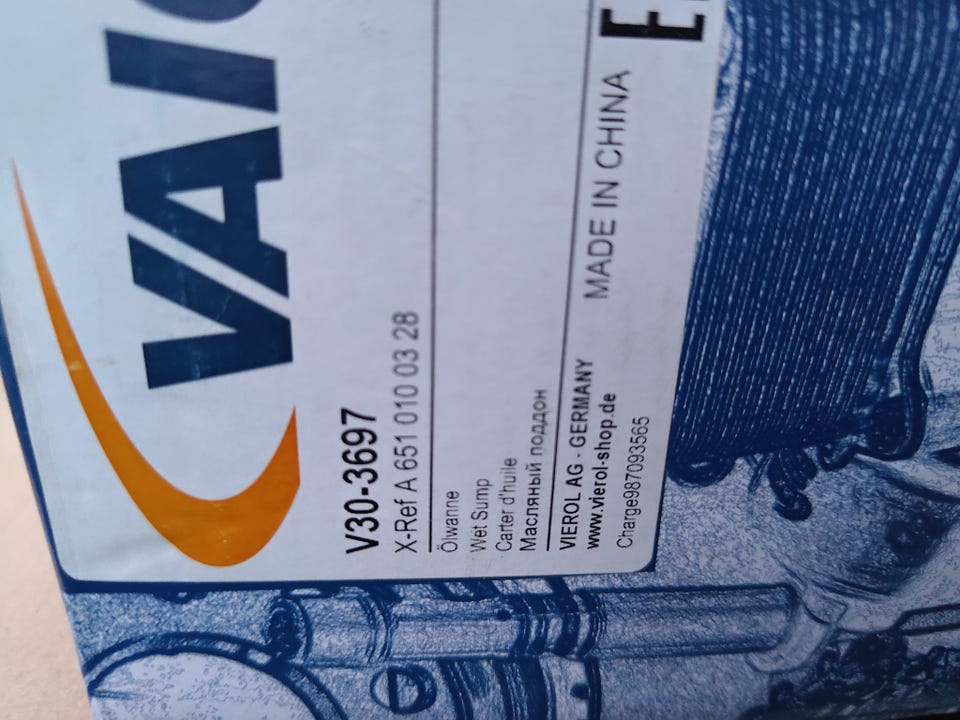 VAIC
V30-3697
X-Ref A 651 010 03 28
Ölwanne
Wet Sump
Carter d'huile
Масляный поддон
VIEROL AG - GERMANY MADE IN CHINA
www.vierol-shop.de
Charge987093565